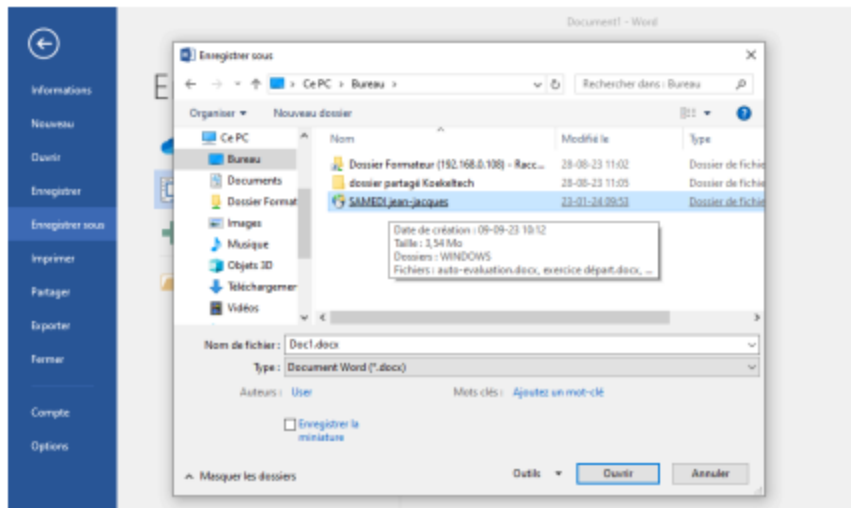 Document1 - Word
Enregistrer sous
Informations
Nouveau
Ouvrir
Enregistrer
Enregistrer sous
Imprimer
Partager
Exporter
Fermer
Compte
Options
Ce PC > Bureau >
Rechercher dans : Bureau
Organiser
Nouveau dossier
Ce PC
Bureau
Documents
Dossier Format
Images
Musique
Objets 3D
Téléchargemer
Vidéos
Nom Modifié le Type
Dossier Formateur (192.168.0.108) - Racc... 28-08-23 11:02 Dossier de fichie
dossier partagé Koekeltech 28-08-23 11:05 Dossier de fichie
SAMEDI jean-jacques 23-01-24 09:53 Dossier de fichie
Date de création : 09-09-23 10:12
Taille : 3,54 Mo
Dossiers : WINDOWS
Fichiers : auto-evaluation.docx, exercice départ.docx, ...
Nom de fichier : Doc1.docx
Type : Document Word (*.docx)
Auteurs : User
Mots clés : Ajoutez un mot-clé
Enregistrer la
miniature
Masquer les dossiers
Outils
Ouvrir
Annuler